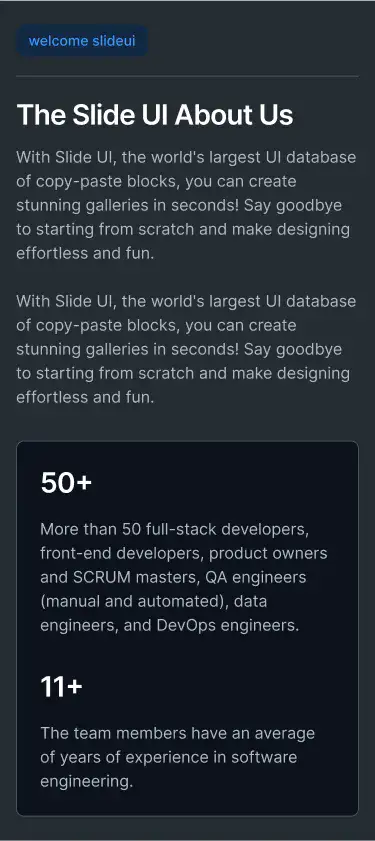 welcome slideui
The Slide UI About Us
With Slide UI, the world's largest UI database
of copy-paste blocks, you can create
stunning galleries in seconds! Say goodbye
to starting from scratch and make designing
effortless and fun.
With Slide UI, the world's largest UI database
of copy-paste blocks, you can create
stunning galleries in seconds! Say goodbye
to starting from scratch and make designing
effortless and fun.
50+
More than 50 full-stack developers,
front-end developers, product owners
and SCRUM masters, QA engineers
(manual and automated), data
engineers, and DevOps engineers.
11+
The team members have an average
of years of experience in software
engineering.